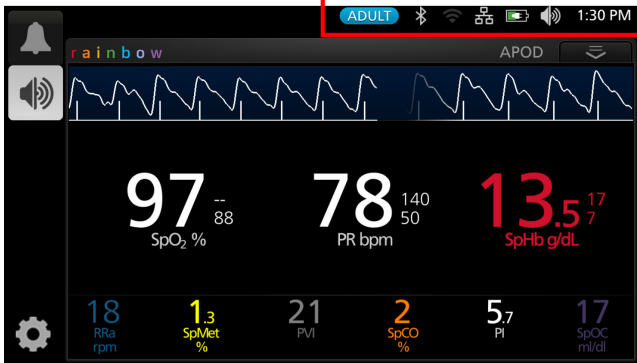 ADULT 1:30 PM
rainbow APOD
97 -- 88 78 140 50 13.5 17 7
SpO₂ % PR bpm SpHb g/dL
18 1.3 21 2 5.7 17
RRa SpMet PVI SpCO PI SpOC
rpm % % ml/dl